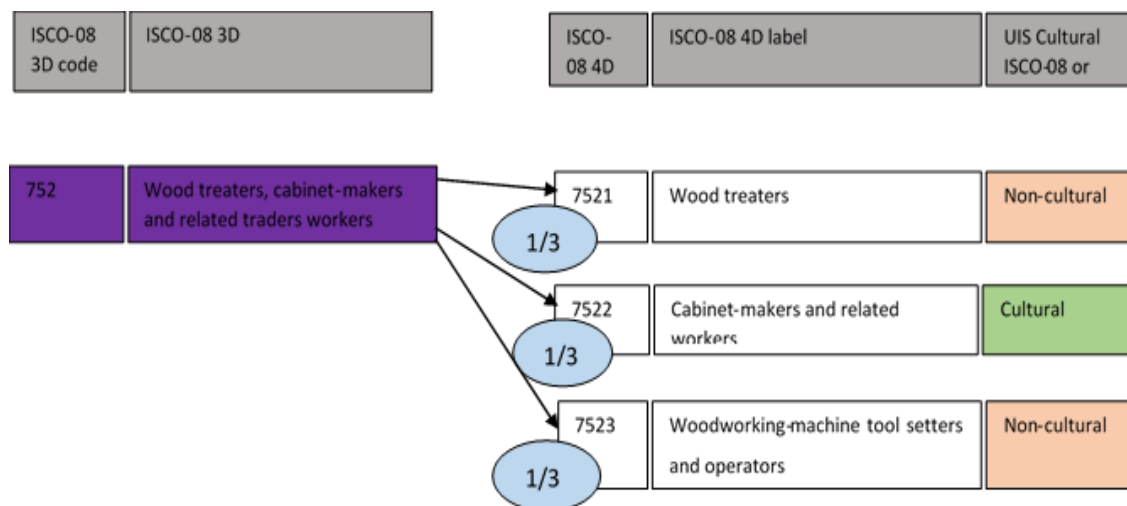 ISCO-08
3D code
ISCO-08 3D
ISCO-
08 4D
ISCO-08 4D label
UIS Cultural
ISCO-08 or
752
Wood treaters, cabinet-makers
and related traders workers
7521
Wood treaters
Non-cultural
1/3
7522
Cabinet-makers and related
workers
Cultural
1/3
7523
Woodworking-machine tool setters
and operators
Non-cultural
1/3